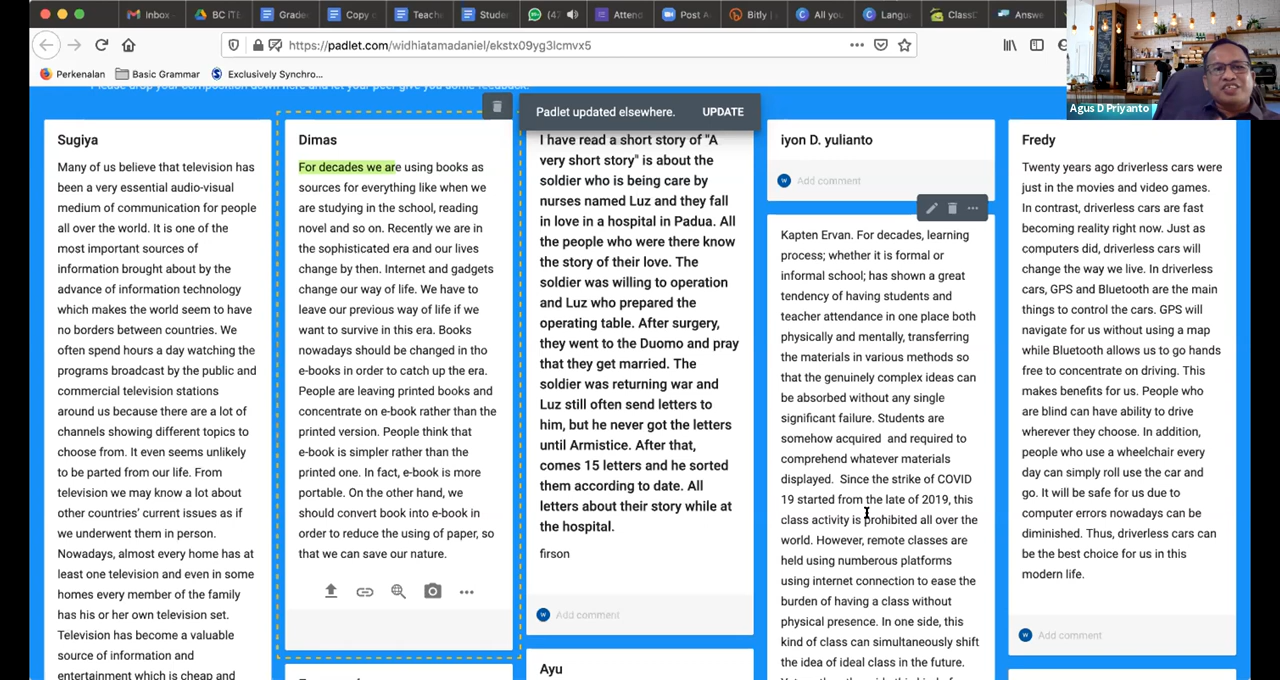 Inbox
BC iTE
Grade
Copy c
Teache
Studer
Attend
Post A
Bitly |
All you
Langu
ClassD
Answe
https://padlet.com/widhiatamadaniel/ekstx09yg3lcmvx5
Perkenalan
Basic Grammar
Exclusively Synchro...
Agus D Priyanto
Please drop your composition down here and let your peer give you some feedback.
Padlet updated elsewhere. UPDATE
Sugiya
Many of us believe that television has
been a very essential audio-visual
medium of communication for people
all over the world. It is one of the
most important sources of
information brought about by the
advance of information technology
which makes the world seem to have
no borders between countries. We
often spend hours a day watching the
programs broadcast by the public and
commercial television stations
around us because there are a lot of
channels showing different topics to
choose from. It even seems unlikely
to be parted from our life. From
television we may know a lot about
other countries' current issues as if
we underwent them in person.
Nowadays, almost every home has at
least one television and even in some
homes every member of the family
has his or her own television set.
Television has become a valuable
source of information and
entertainment which is cheap and
Dimas
For decades we are using books as
sources for everything like when we
are studying in the school, reading
novel and so on. Recently we are in
the sophisticated era and our lives
change by then. Internet and gadgets
change our way of life. We have to
leave our previous way of life if we
want to survive in this era. Books
nowadays should be changed in tho
e-books in order to catch up the era.
People are leaving printed books and
concentrate on e-book rather than the
printed version. People think that
e-book is simpler rather than the
printed one. In fact, e-book is more
portable. On the other hand, we
should convert book into e-book in
order to reduce the using of paper, so
that we can save our nature.
I have read a short story of "A
very short story" is about the
soldier who is being care by
nurses named Luz and they fall
in love in a hospital in Padua. All
the people who were there know
the story of their love. The
soldier was willing to operation
and Luz who prepared the
operating table. After surgery,
they went to the Duomo and pray
that they get married. The
soldier was returning war and
Luz still often send letters to
him, but he never got the letters
until Armistice. After that,
comes 15 letters and he sorted
them according to date. All
letters about their story while at
the hospital.
firson
Add comment
Ayu
iyon D. yulianto
Add comment
Kapten Ervan. For decades, learning
process; whether it is formal or
informal school; has shown a great
tendency of having students and
teacher attendance in one place both
physically and mentally, transferring
the materials in various methods so
that the genuinely complex ideas can
be absorbed without any single
significant failure. Students are
somehow acquired and required to
comprehend whatever materials
displayed. Since the strike of COVID
19 started from the late of 2019, this
class activity is prohibited all over the
world. However, remote classes are
held using numberous platforms
using internet connection to ease the
burden of having a class without
physical presence. In one side, this
kind of class can simultaneously shift
the idea of ideal class in the future.
Fredy
Twenty years ago driverless cars were
just in the movies and video games.
In contrast, driverless cars are fast
becoming reality right now. Just as
computers did, driverless cars will
change the way we live. In driverless
cars, GPS and Bluetooth are the main
things to control the cars. GPS will
navigate for us without using a map
while Bluetooth allows us to go hands
free to concentrate on driving. This
makes benefits for us. People who
are blind can have ability to drive
wherever they choose. In addition,
people who use a wheelchair every
day can simply roll use the car and
go. It will be safe for us due to
computer errors nowadays can be
diminished. Thus, driverless cars can
be the best choice for us in this
modern life.
Add comment